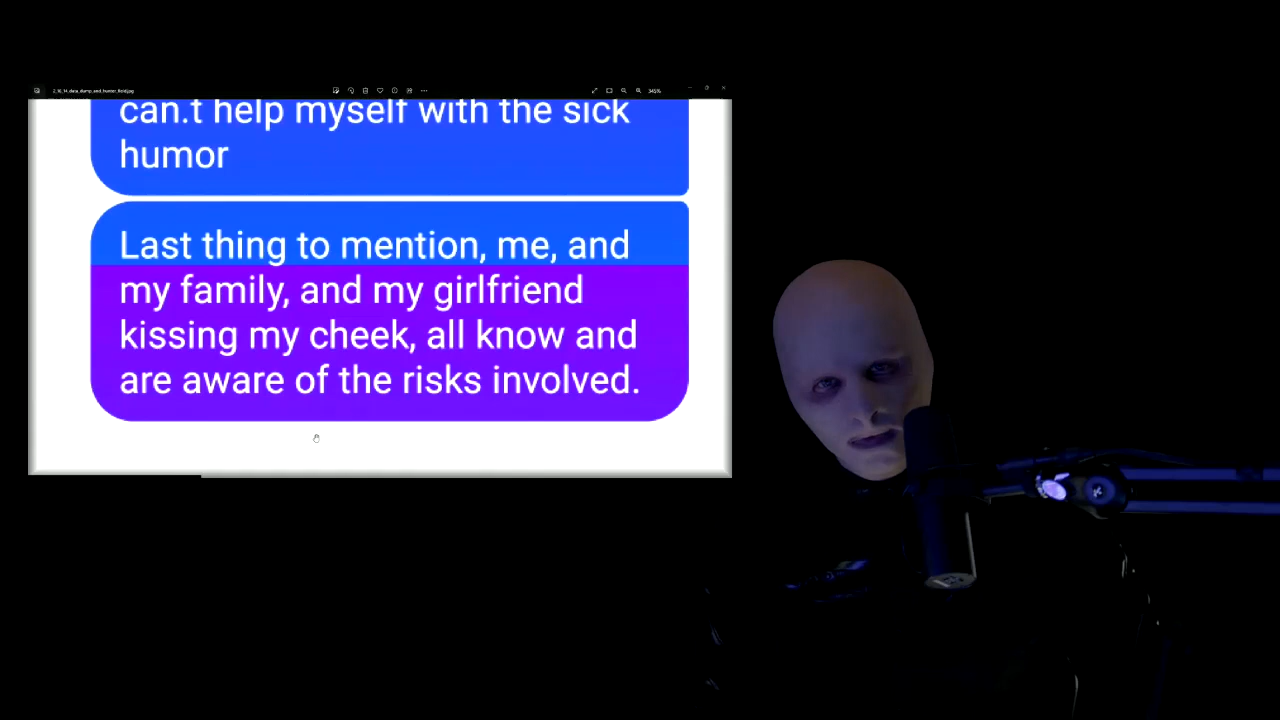 can.t help myself with the sick
humor
Last thing to mention, me, and
my family, and my girlfriend
kissing my cheek, all know and
are aware of the risks involved.
345%